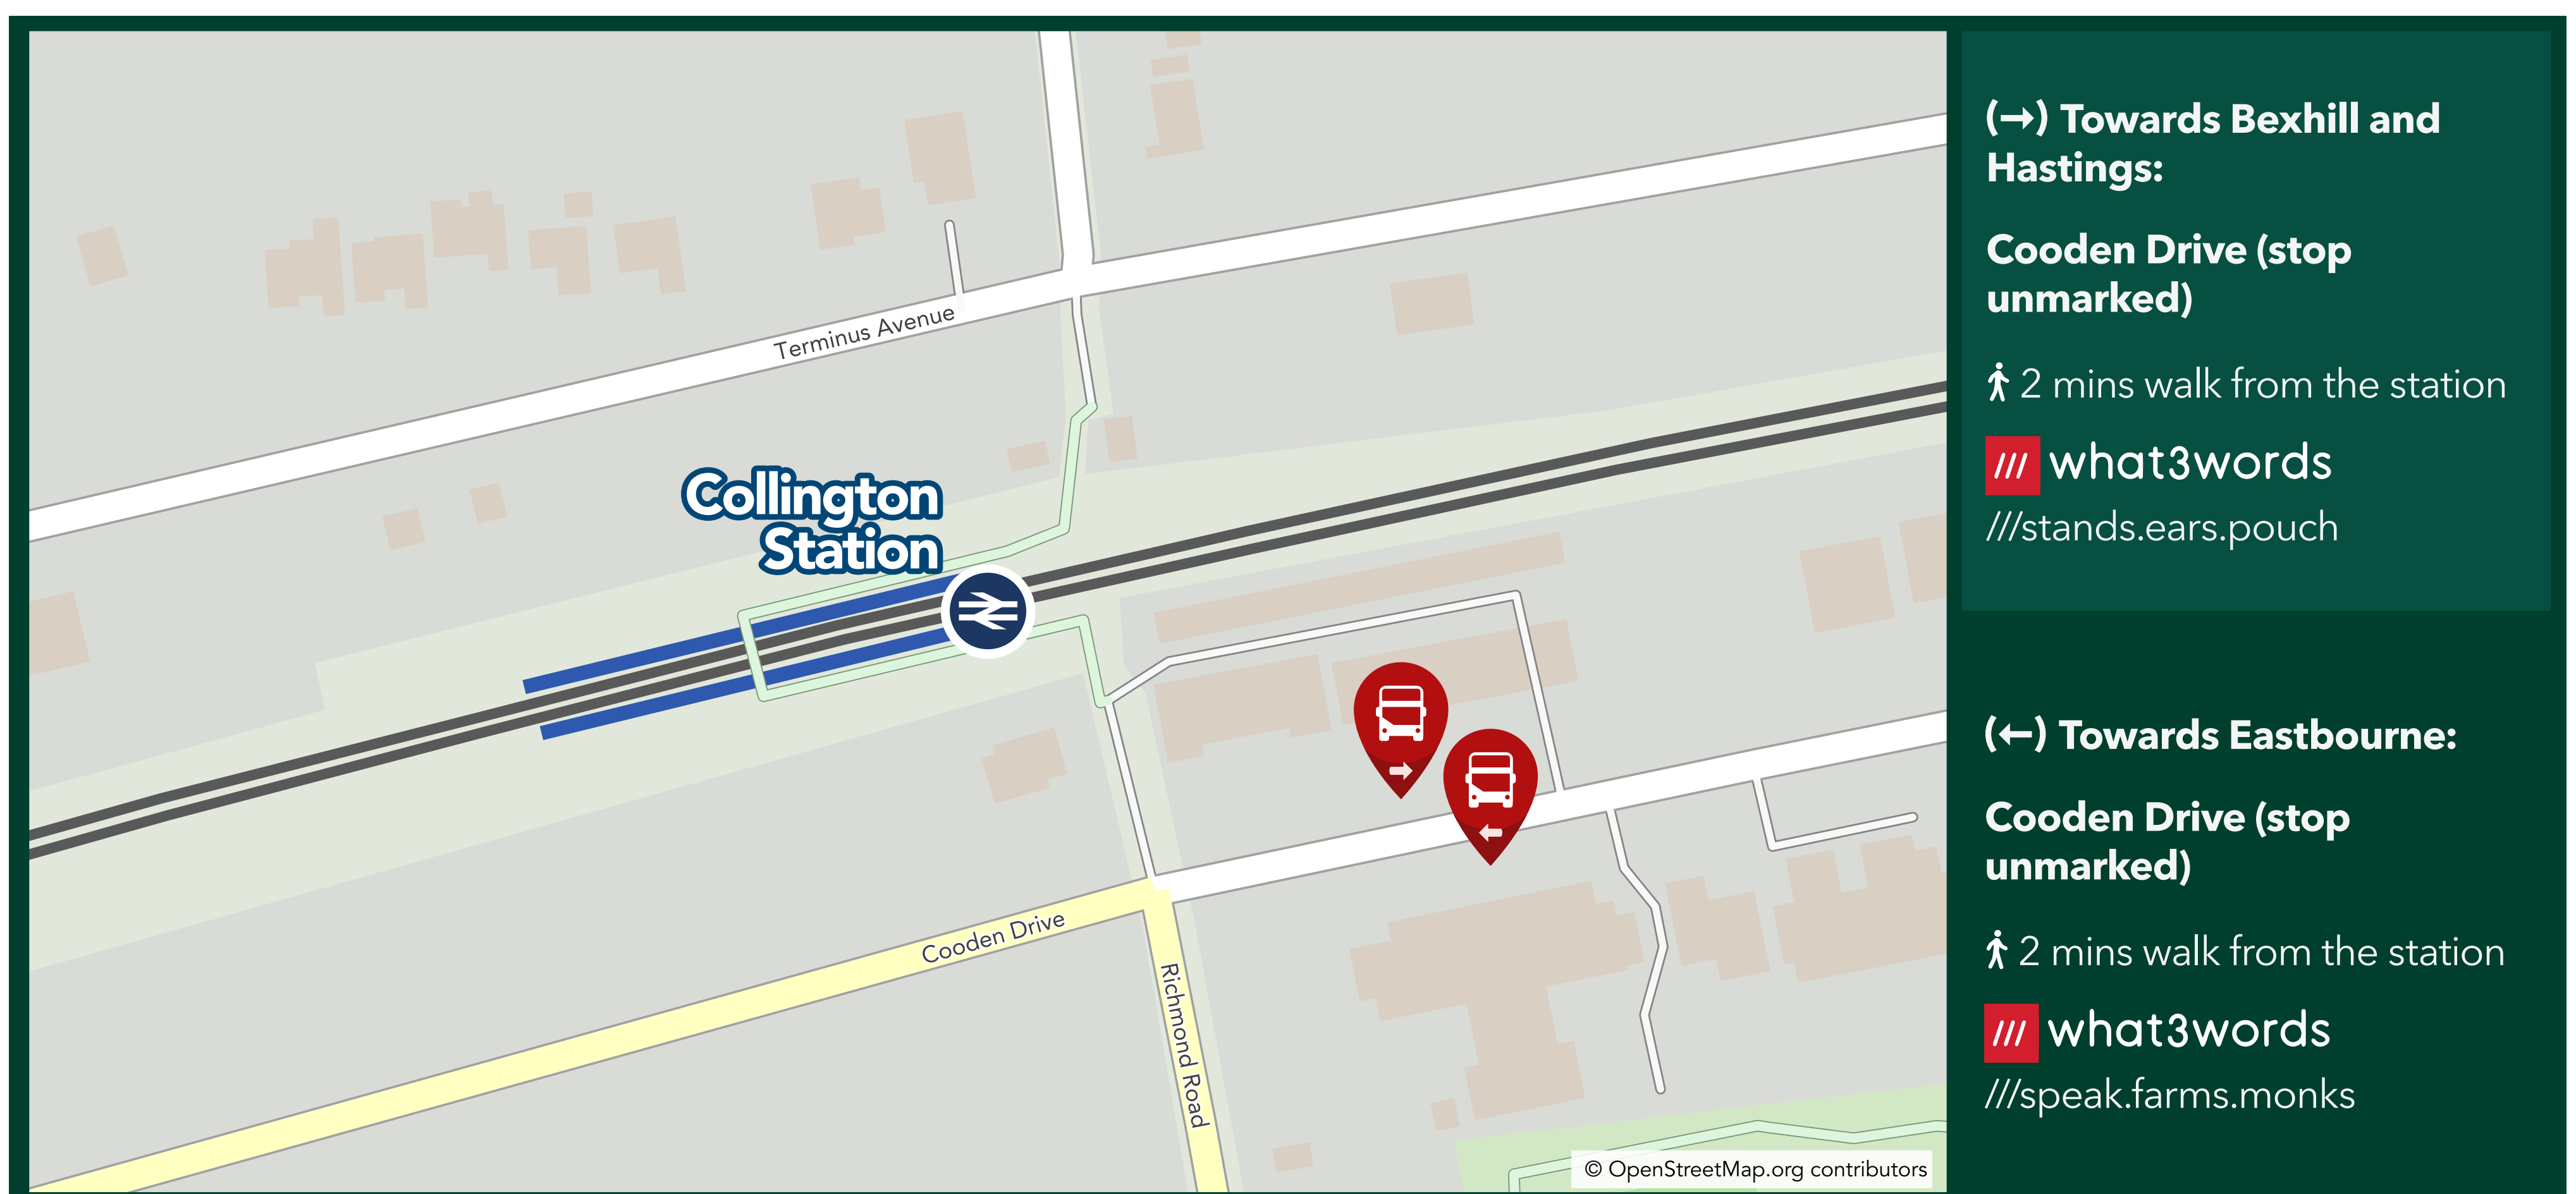 Terminus Avenue
Collington
Station
Cooden Drive
Richmond Road
© OpenStreetMap.org contributors
(→) Towards Bexhill and
Hastings:
Cooden Drive (stop
unmarked)
2 mins walk from the station
/// what3words
///stands.ears.pouch
(←) Towards Eastbourne:
Cooden Drive (stop
unmarked)
2 mins walk from the station
/// what3words
///speak.farms.monks